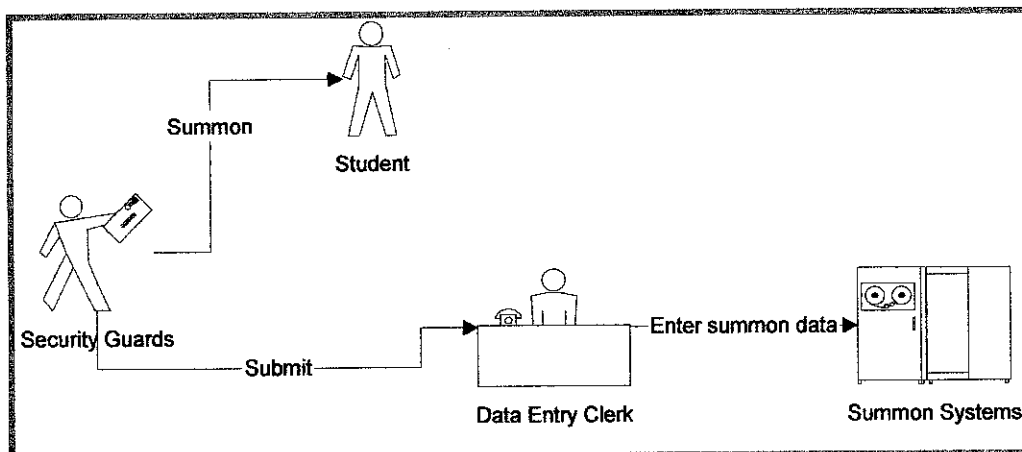 Summon
Student
Security Guards
Submit
Enter summon data
Data Entry Clerk
Summon Systems